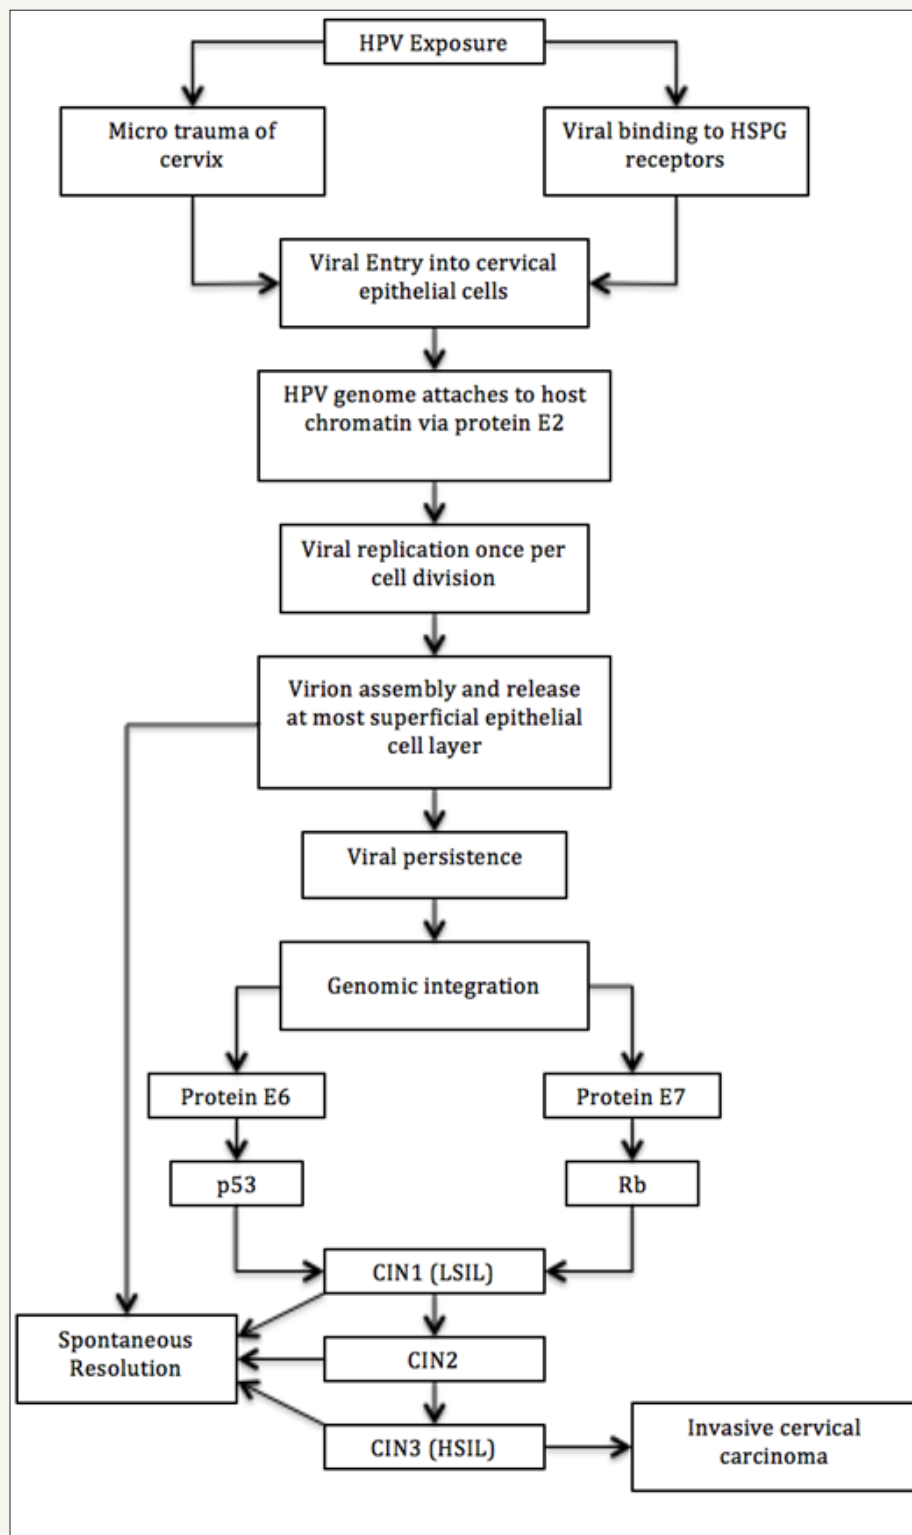 HPV Exposure
Micro trauma of
cervix
Viral binding to HSPG
receptors
Viral Entry into cervical
epithelial cells
HPV genome attaches to host
chromatin via protein E2
Viral replication once per
cell division
Virion assembly and release
at most superficial epithelial
cell layer
Viral persistence
Genomic integration
Protein E6
Protein E7
p53
Rb
CIN1 (LSIL)
Spontaneous
Resolution
CIN2
CIN3 (HSIL)
Invasive cervical
carcinoma